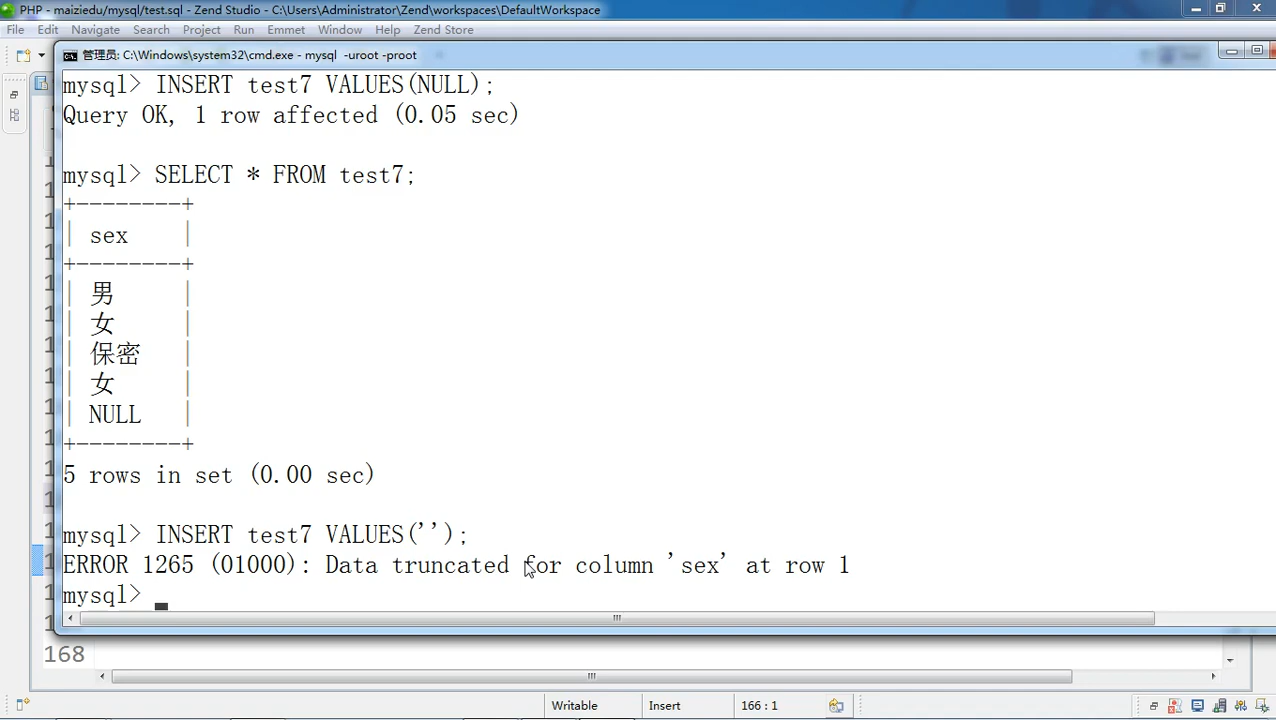 PHP - maiziedu/mysql/test.sql - Zend Studio - C:\Users\Administrator\Zend\workspaces\DefaultWorkspace
File Edit Navigate Search Project Run Emmet Window Help Zend Store
管理员: C:\Windows\system32\cmd.exe - mysql -uroot -proot
mysql> INSERT test7 VALUES(NULL);
Query OK, 1 row affected (0.05 sec)
mysql> SELECT * FROM test7;
+--------+
| sex |
+--------+
| 男 |
| 女 |
| 保密 |
| 女 |
| NULL |
+--------+
5 rows in set (0.00 sec)
mysql> INSERT test7 VALUES('');
ERROR 1265 (01000): Data truncated for column 'sex' at row 1
mysql>
168
Writable Insert 166 : 1